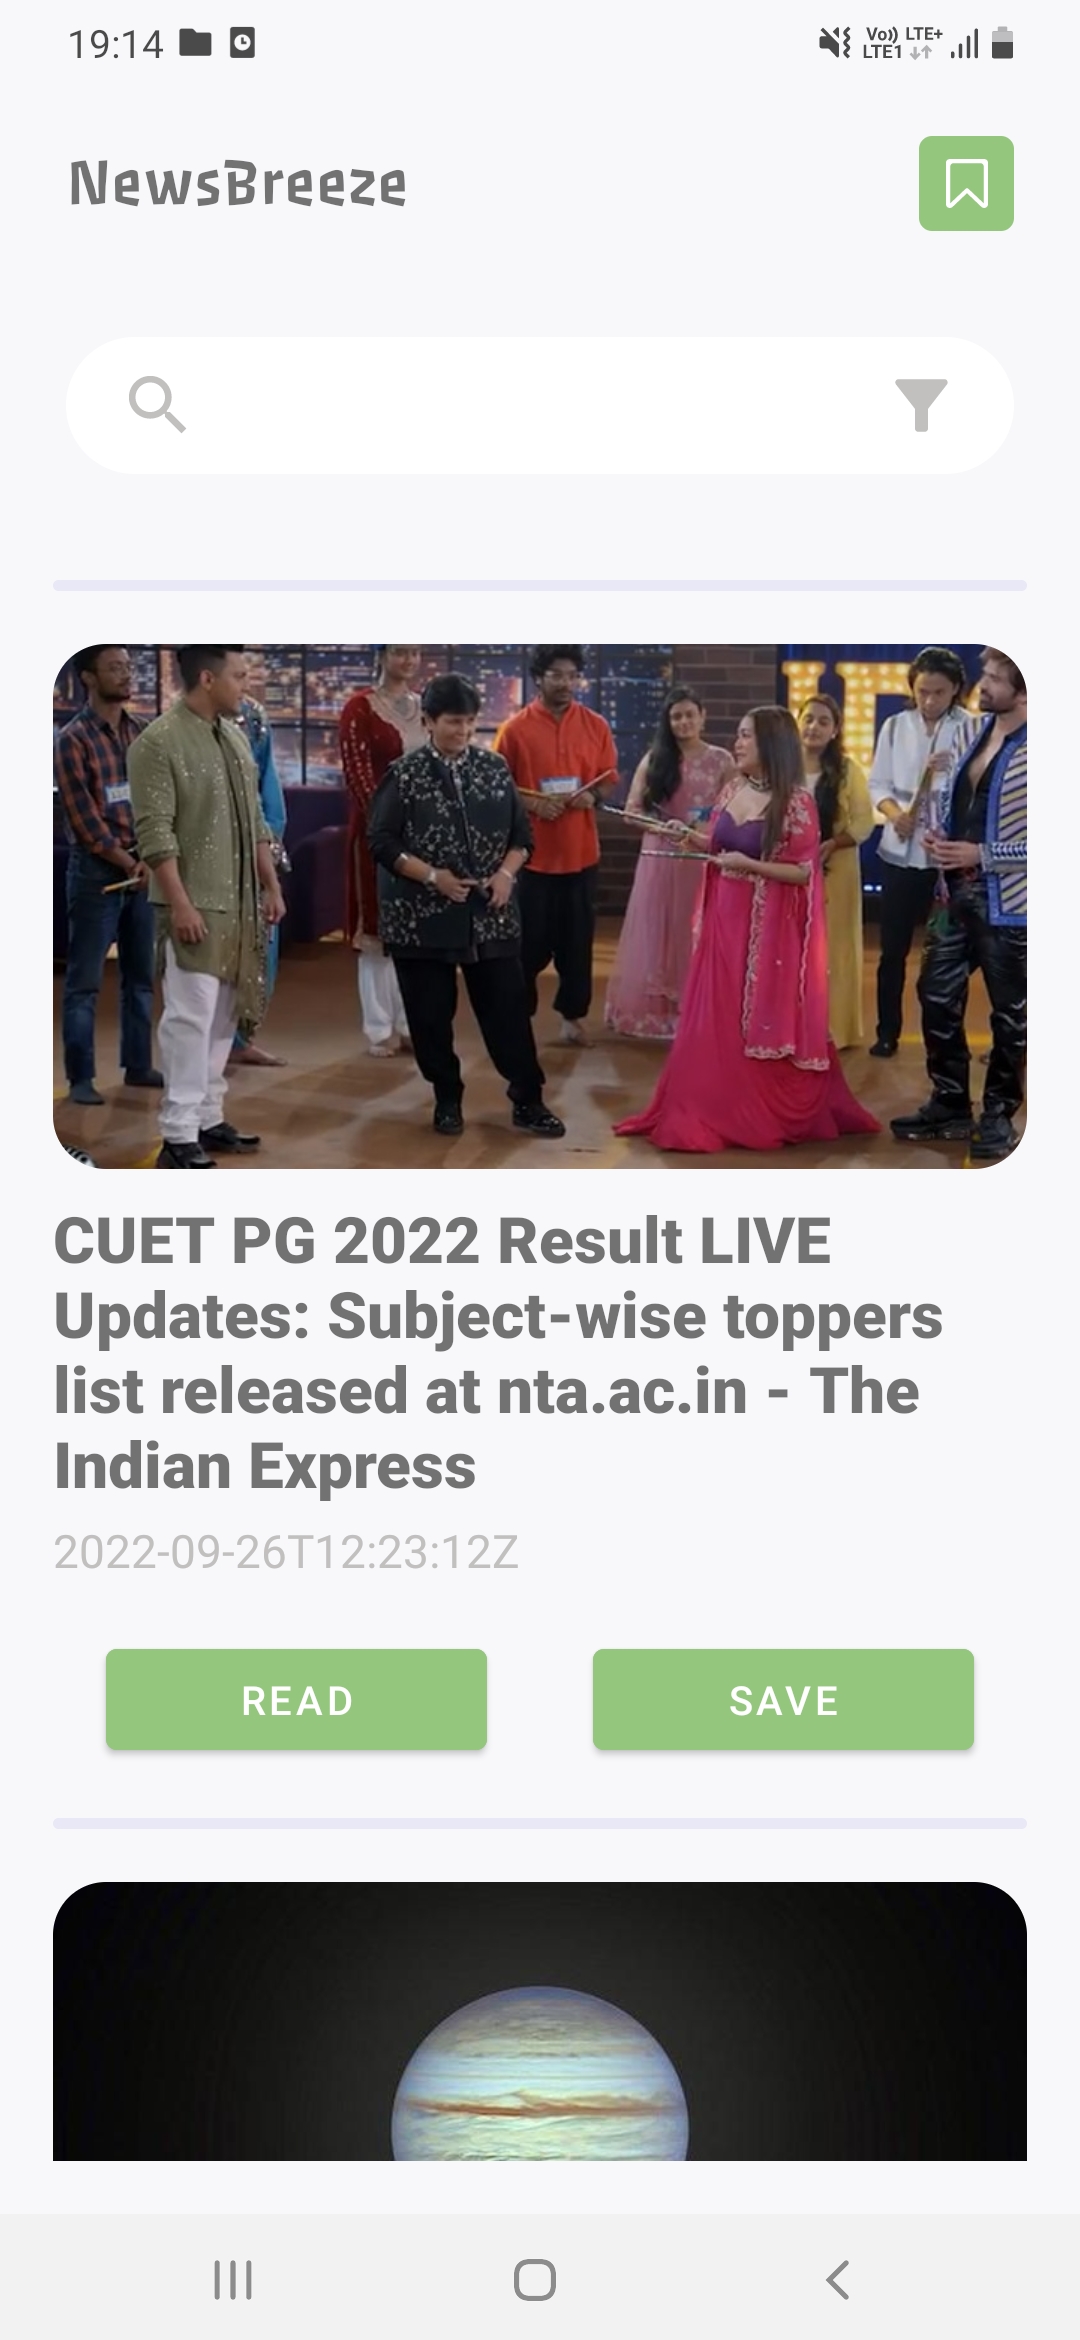 19:14
Vo)) LTE+
LTE1
NewsBreeze
CUET PG 2022 Result LIVE
Updates: Subject-wise toppers
list released at nta.ac.in - The
Indian Express
2022-09-26T12:23:12Z
READ
SAVE